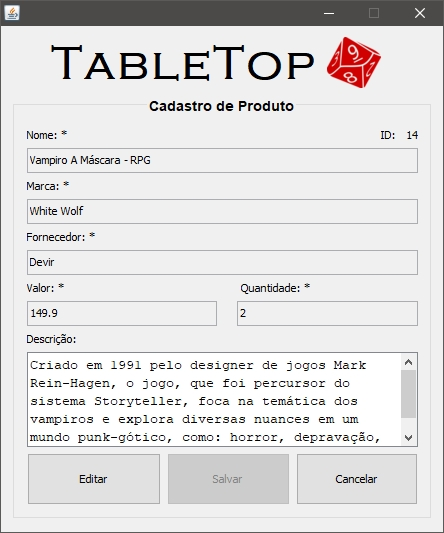 TABLETOP
Cadastro de Produto
Nome: * ID: 14
Vampiro A Máscara - RPG
Marca: *
White Wolf
Fornecedor: *
Devir
Valor: * Quantidade: *
149.9 2
Descrição:
Criado em 1991 pelo designer de jogos Mark
Rein-Hagen, o jogo, que foi percursor do
sistema Storyteller, foca na temática dos
vampiros e explora diversas nuances em um
mundo punk-gótico, como: horror, depravação,
Editar Salvar Cancelar